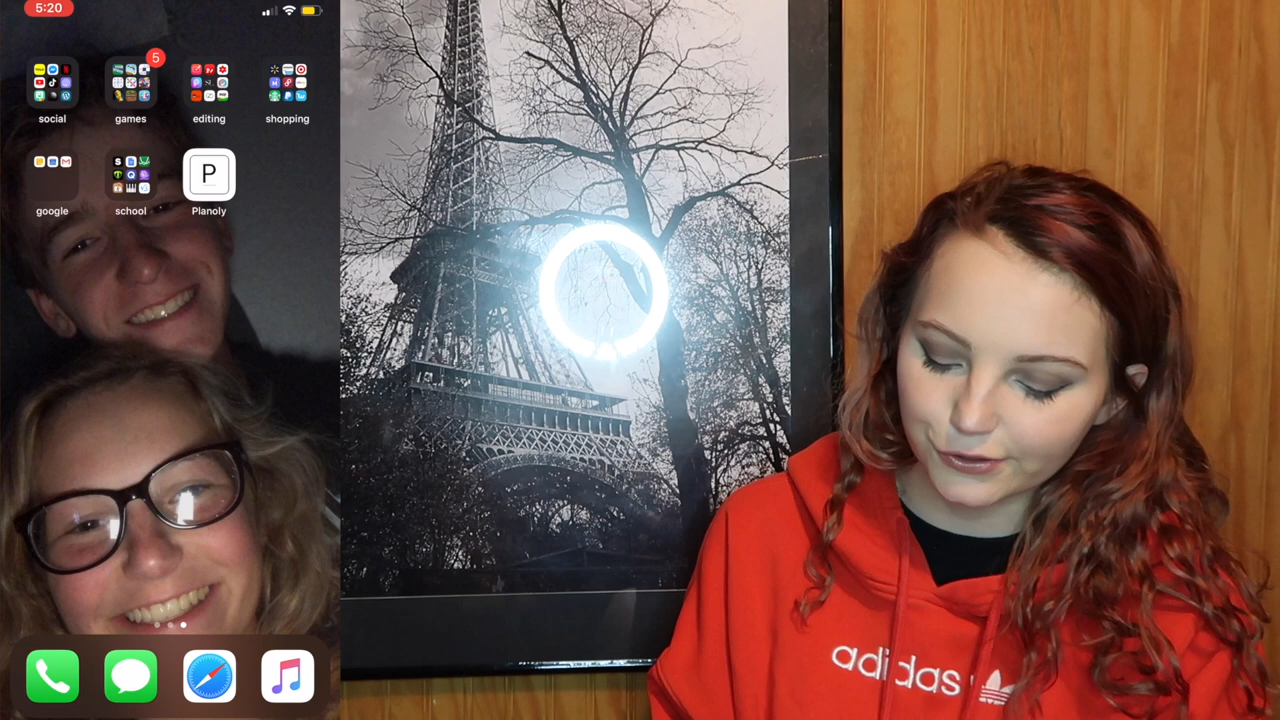 5:20
5
social
games
editing
shopping
P
google
school
Planoly
adidas